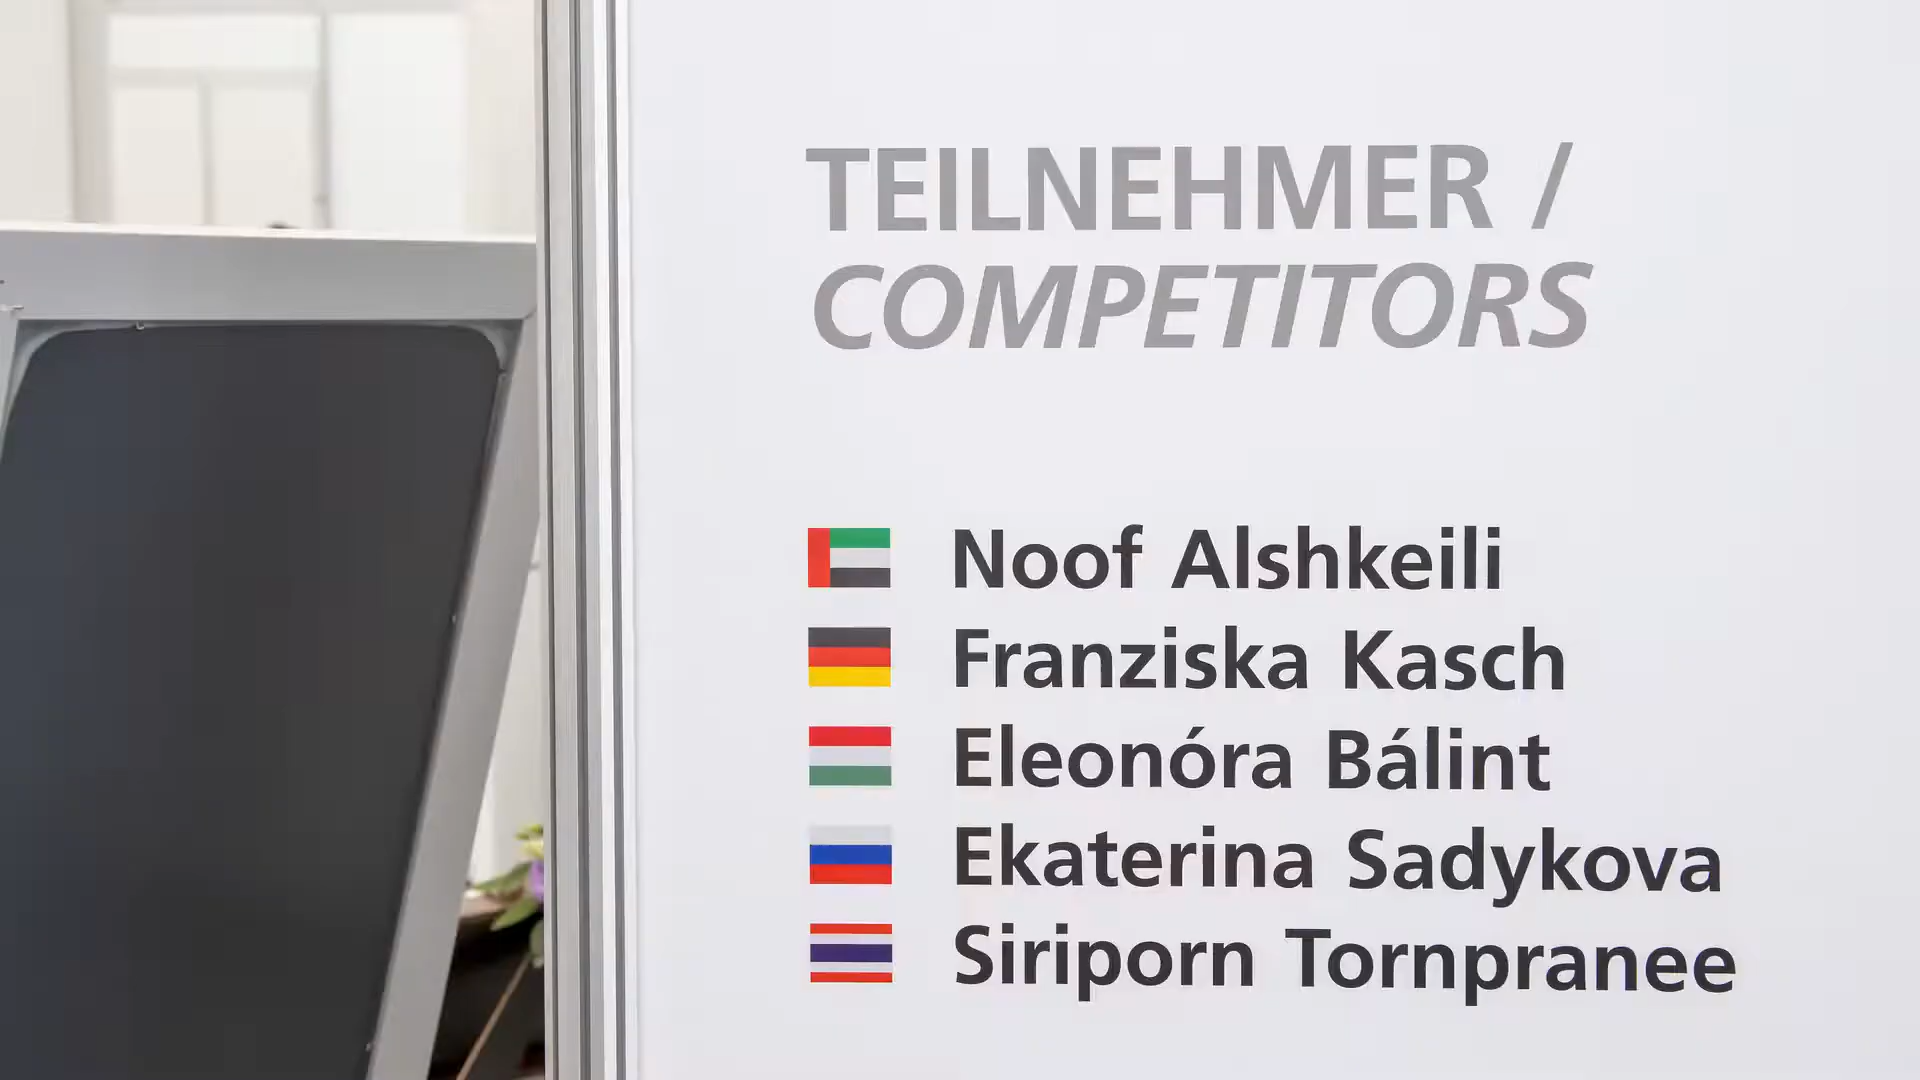 TEILNEHMER /
COMPETITORS
Noof Alshkeili
Franziska Kasch
Eleonóra Bálint
Ekaterina Sadykova
Siriporn Tornpranee